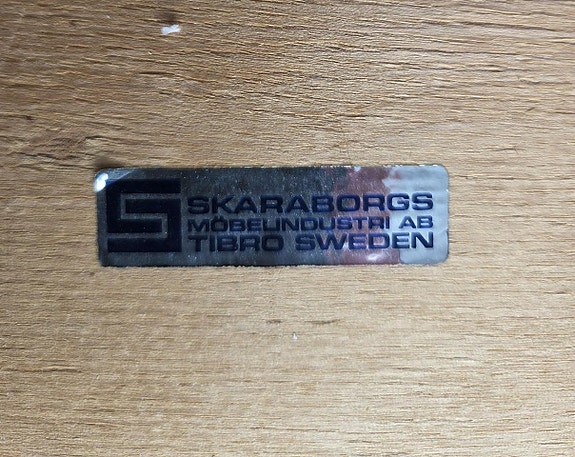 SKARABORGS
MÖBELINDUSTRI AB
TIBRO SWEDEN